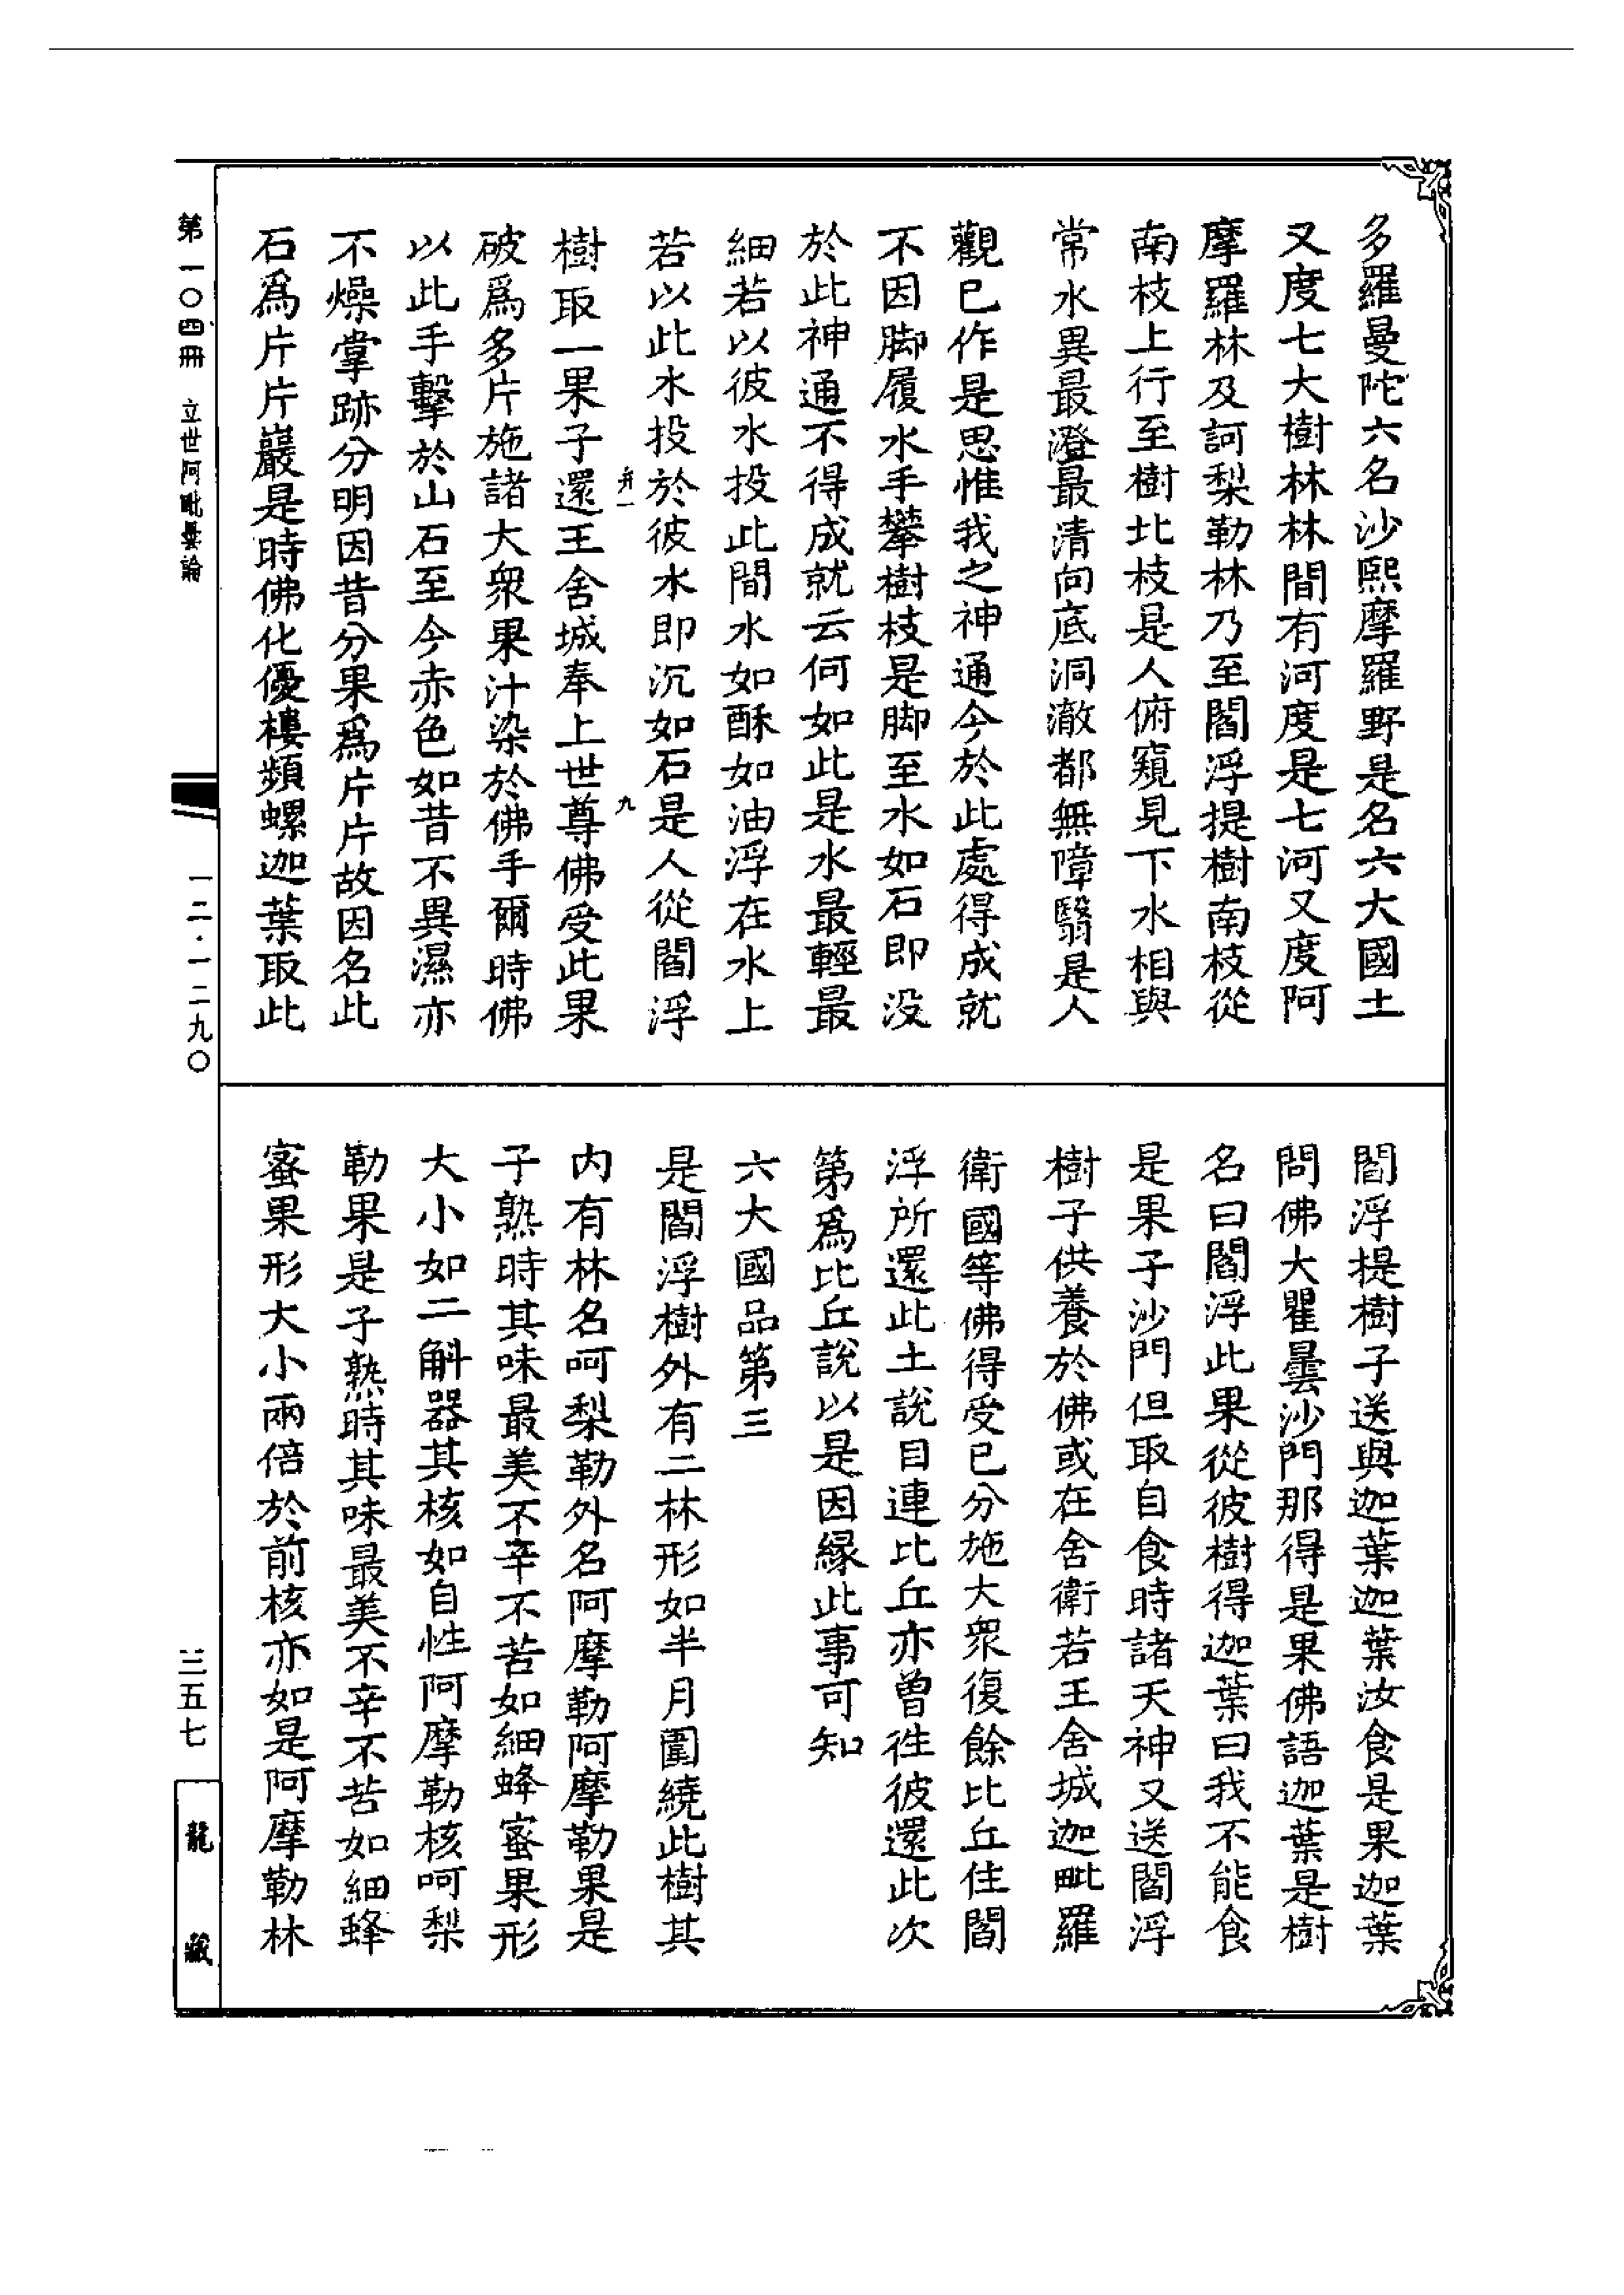 多羅曼陀六名沙熙摩羅野是名六大國土
又度七大樹林林間有河度是七河又度阿
摩羅林及訶梨勒林乃至閻浮提樹南枝從
南枝上行至樹北枝是人俯窺見下水相與
常水異最澄最清向底洞澈都無障翳是人
觀已作是思惟我之神通今於此處得成就
不因脚履水手攀樹枝是脚至水如石即没
於此神通不得成就云何如此是水最輕最
細若以彼水投此間水如酥如油浮在水上
若以此水投於彼水即沉如石是人從閻浮
弁一 九
樹取一果子還王舍城奉上世尊佛受此果
破爲多片施諸大衆果汁染於佛手爾時佛
以此手擊於山石至今赤色如昔不異濕亦
不燥掌跡分明因昔分果爲片片故因名此
石爲片片巖是時佛化優樓頻螺迦葉取此
閻浮提樹子送與迦葉迦葉汝食是果迦葉
問佛大瞿曇沙門那得是果佛語迦葉是樹
名曰閻浮此果從彼樹得迦葉曰我不能食
是果子沙門但取自食時諸天神又送閻浮
樹子供養於佛或在舍衛若王舍城迦毗羅
衛國等佛得受已分施大衆復餘比丘住閻
浮所還此土說目連比丘亦曾徃彼還此次
第爲比丘說以是因緣此事可知
六大國品第三
是閻浮樹外有二林形如半月圍繞此樹其
内有林名呵梨勒外名阿摩勒阿摩勒果是
子熟時其味最美不辛不苦如細蜂蜜果形
大小如二斛器其核如自性阿摩勒核呵梨
勒果是子熟時其味最美不辛不苦如細蜂
蜜果形大小兩倍於前核亦如是阿摩勒林
第一〇四冊 立世阿毗曇論
一二·一二九〇
三五七
龍藏